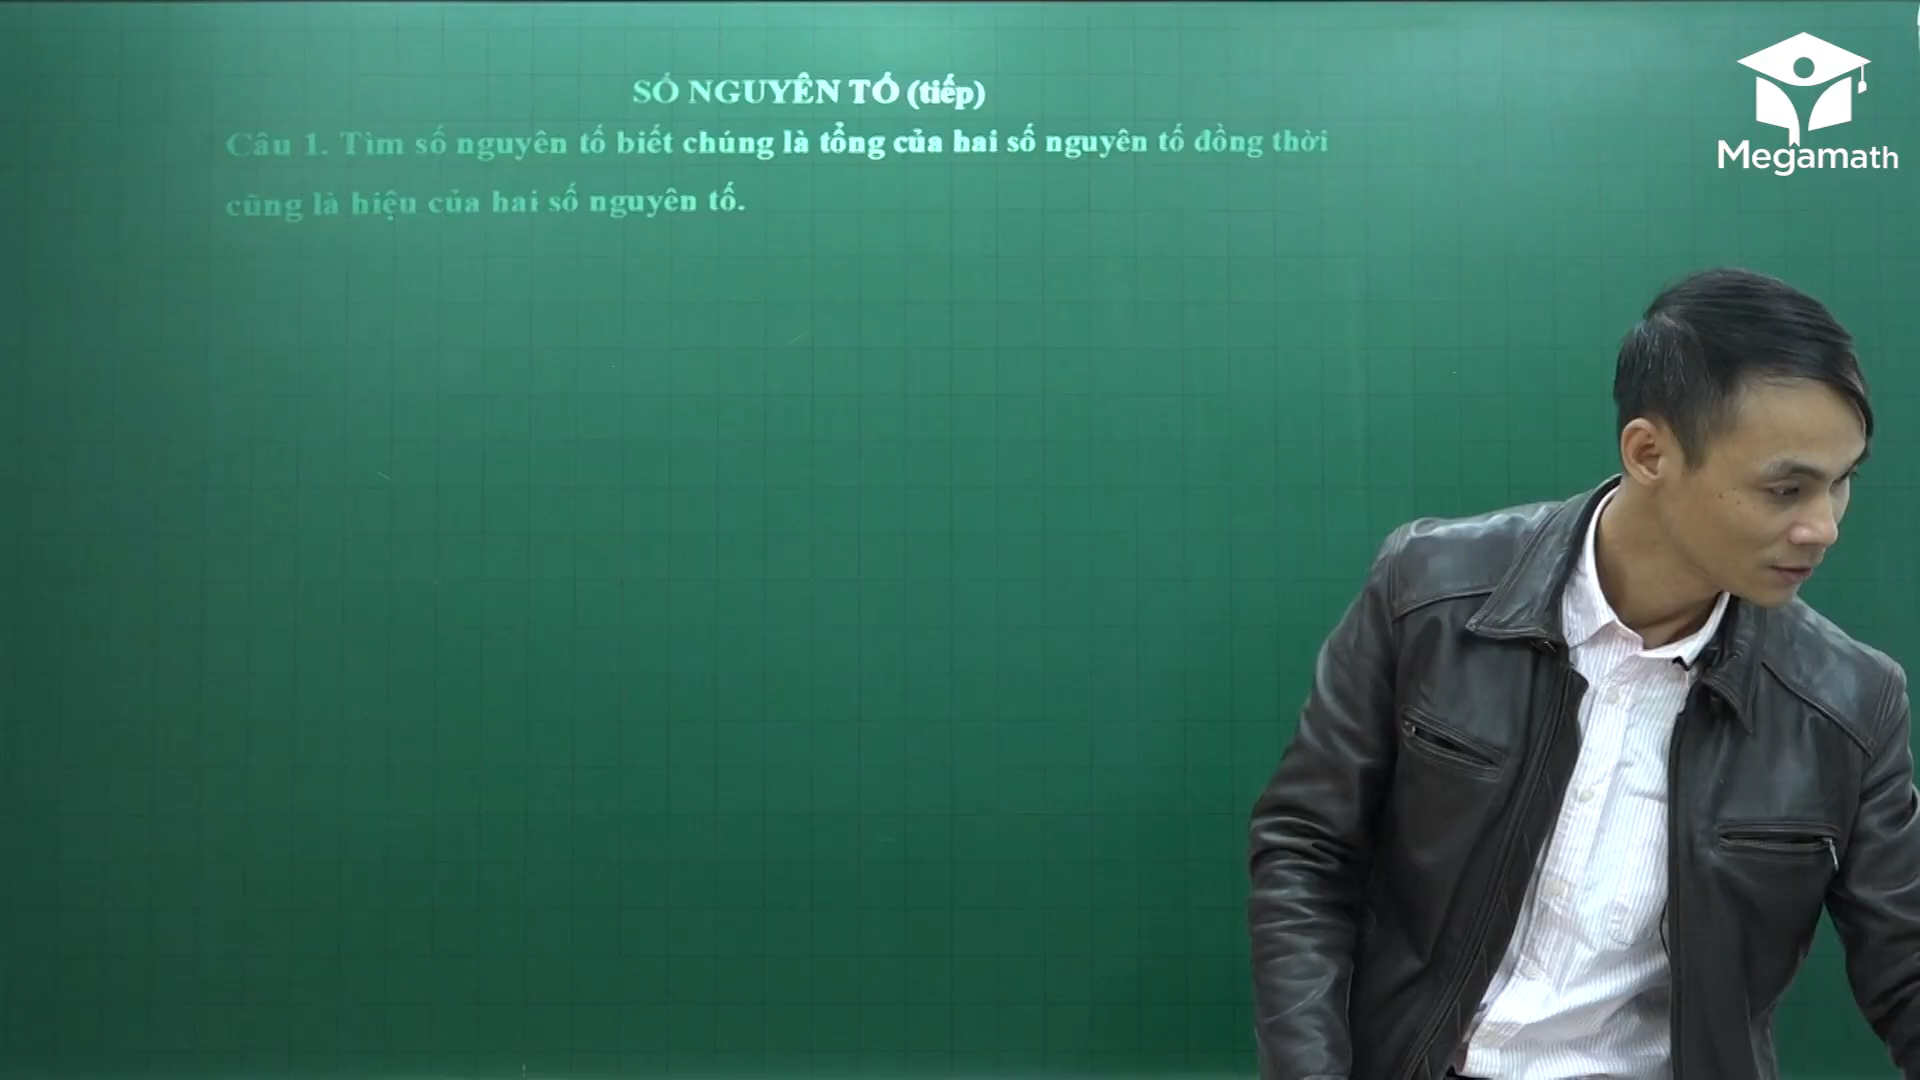 SỐ NGUYÊN TỐ (tiếp)
Câu 1. Tìm số nguyên tố biết chúng là tổng của hai số nguyên tố đồng thời
cũng là hiệu của hai số nguyên tố.
Megamath